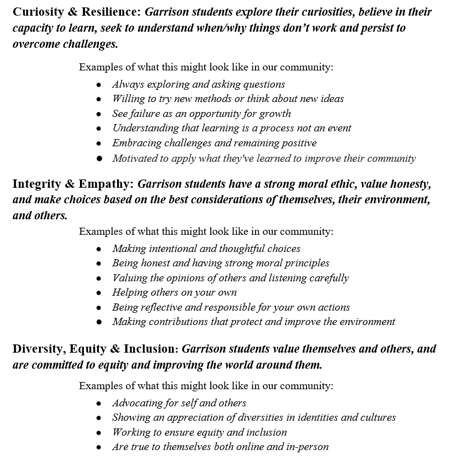 Curiosity & Resilience: Garrison students explore their curiosities, believe in their
capacity to learn, seek to understand when/why things don't work and persist to
overcome challenges.
Examples of what this might look like in our community:
● Always exploring and asking questions
● Willing to try new methods or think about new ideas
● See failure as an opportunity for growth
● Understanding that learning is a process not an event
● Embracing challenges and remaining positive
● Motivated to apply what they've learned to improve their community
Integrity & Empathy: Garrison students have a strong moral ethic, value honesty,
and make choices based on the best considerations of themselves, their environment,
and others.
Examples of what this might look like in our community:
● Making intentional and thoughtful choices
● Being honest and having strong moral principles
● Valuing the opinions of others and listening carefully
● Helping others on your own
● Being reflective and responsible for your own actions
● Making contributions that protect and improve the environment
Diversity, Equity & Inclusion: Garrison students value themselves and others, and
are committed to equity and improving the world around them.
Examples of what this might look like in our community:
● Advocating for self and others
● Showing an appreciation of diversities in identities and cultures
● Working to ensure equity and inclusion
● Are true to themselves both online and in-person